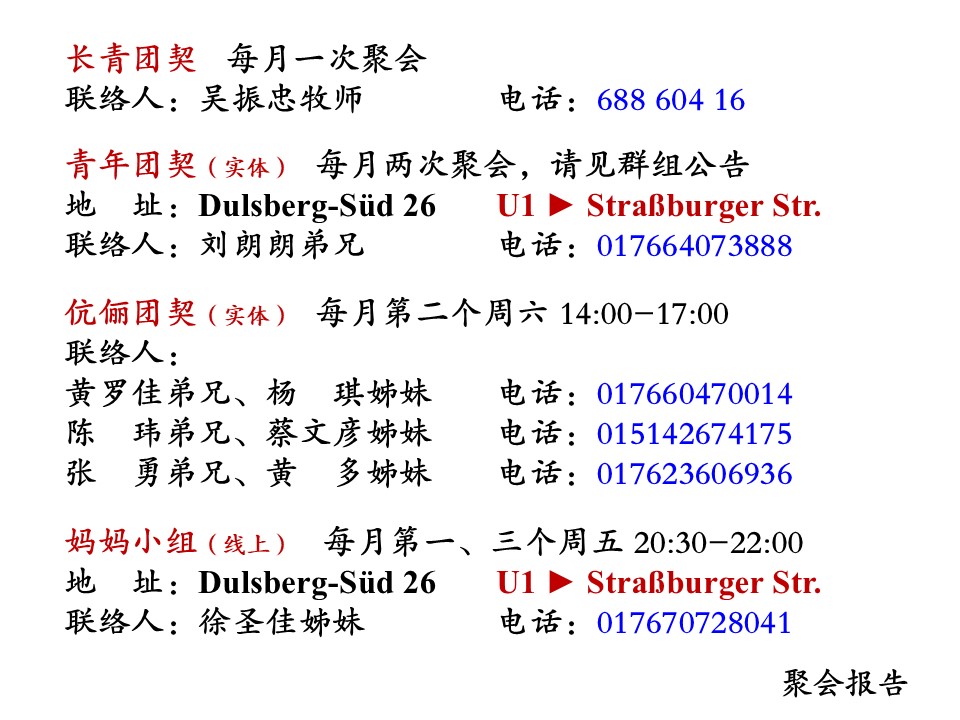 长青团契 每月一次聚会
联络人：吴振忠牧师 电话：688 604 16
青年团契（实体） 每月两次聚会，请见群组公告
地 址：Dulsberg-Süd 26 U1 ► Straßburger Str.
联络人：刘朗朗弟兄 电话：017664073888
伉俪团契（实体） 每月第二个周六 14:00-17:00
联络人：
黄罗佳弟兄、杨 琪姊妹 电话：017660470014
陈 玮弟兄、蔡文彦姊妹 电话：015142674175
张 勇弟兄、黄 多姊妹 电话：017623606936
妈妈小组（线上） 每月第一、三个周五 20:30-22:00
地 址：Dulsberg-Süd 26 U1 ► Straßburger Str.
联络人：徐圣佳姊妹 电话：017670728041
聚会报告